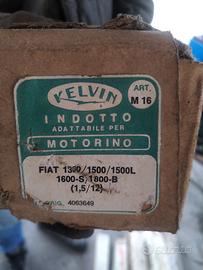 KELVIN
ART.
M 16
INDOTTO
ADATTABILE PER
MOTORINO
FIAT 1300/1500/1500L
1600-S/1800-B
(1,5/12)
4063649